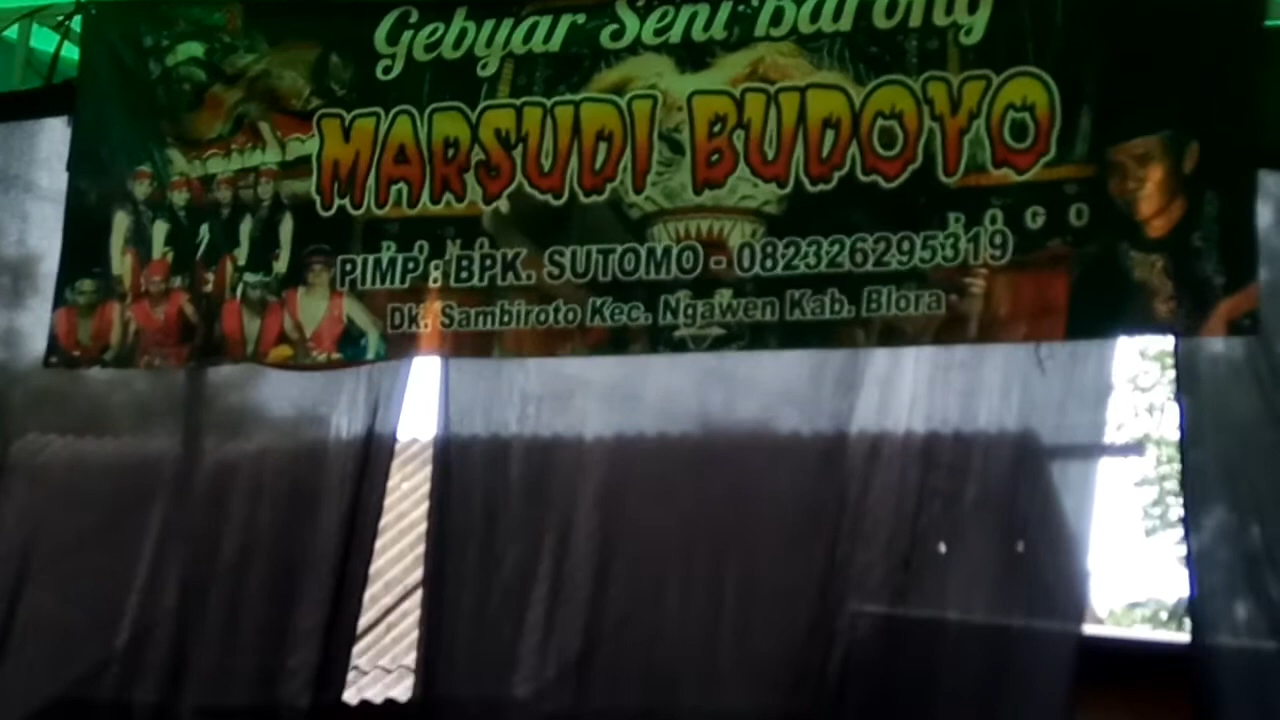 Gebyar Seni Barong
MARSUDI BUDOYO
PIMP : BPK. SUTOMO - 082326295319
Dk. Sambiroto Kec. Ngawen Kab. Blora